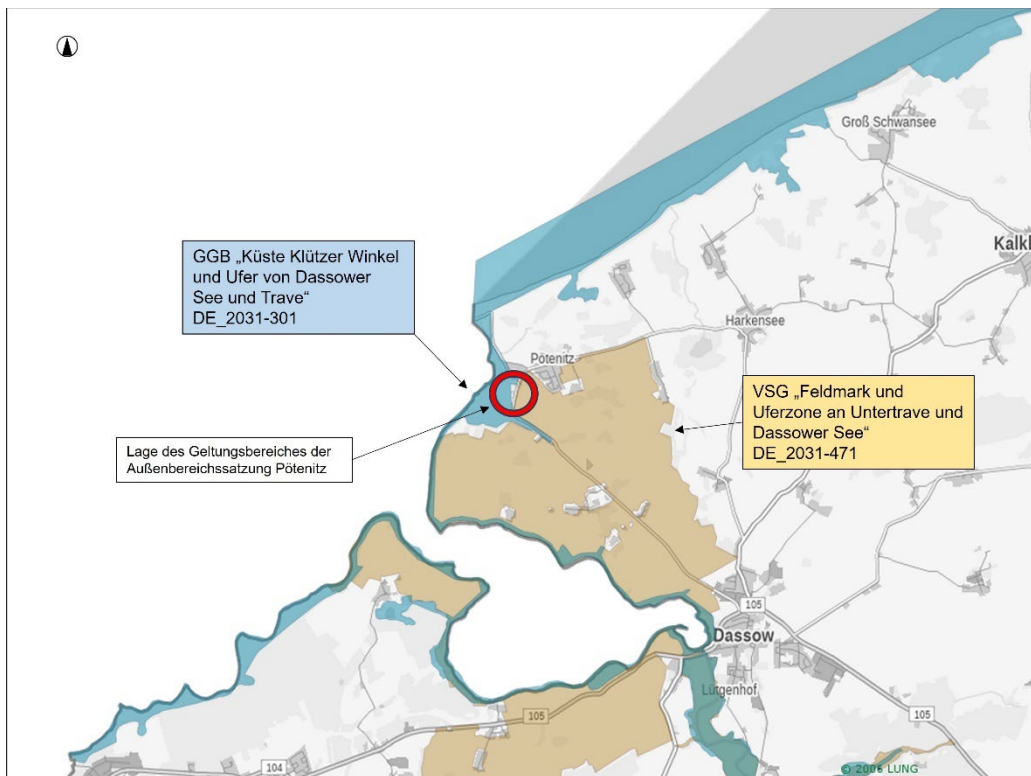 Groß Schwansee
GGB „Küste Klützer Winkel
und Ufer von Dassower
See und Trave“
DE_2031-301
Harkensee
Pötenitz
VSG „Feldmark und
Uferzone an Untertrave und
Dassower See“
DE_2031-471
Lage des Geltungsbereiches der
Außenbereichssatzung Pötenitz
105
Dassow
Lütgenhof
105
105
104
© 2006 LUNG